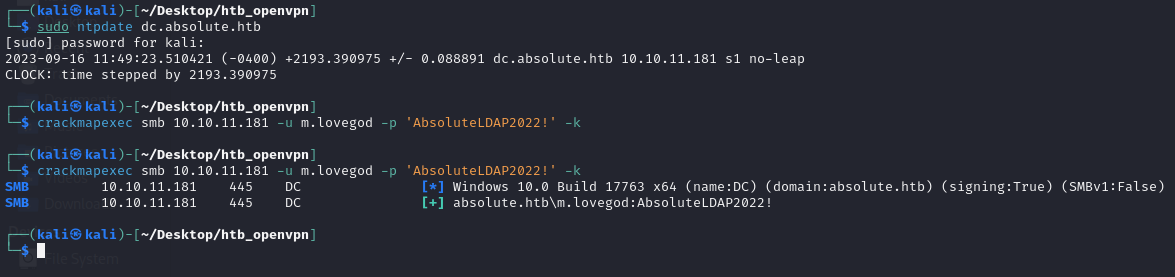 ┌──(kali㉿kali)-[~/Desktop/htb_openvpn]
└─$ sudo ntpdate dc.absolute.htb
[sudo] password for kali:
2023-09-16 11:49:23.510421 (-0400) +2193.390975 +/- 0.088891 dc.absolute.htb 10.10.11.181 s1 no-leap
CLOCK: time stepped by 2193.390975
┌──(kali㉿kali)-[~/Desktop/htb_openvpn]
└─$ crackmapexec smb 10.10.11.181 -u m.lovegod -p 'AbsoluteLDAP2022!' -k
┌──(kali㉿kali)-[~/Desktop/htb_openvpn]
└─$ crackmapexec smb 10.10.11.181 -u m.lovegod -p 'AbsoluteLDAP2022!' -k
SMB 10.10.11.181 445 DC [*] Windows 10.0 Build 17763 x64 (name:DC) (domain:absolute.htb) (signing:True) (SMBv1:False)
SMB 10.10.11.181 445 DC [+] absolute.htb\m.lovegod:AbsoluteLDAP2022!
┌──(kali㉿kali)-[~/Desktop/htb_openvpn]
└─$
File System